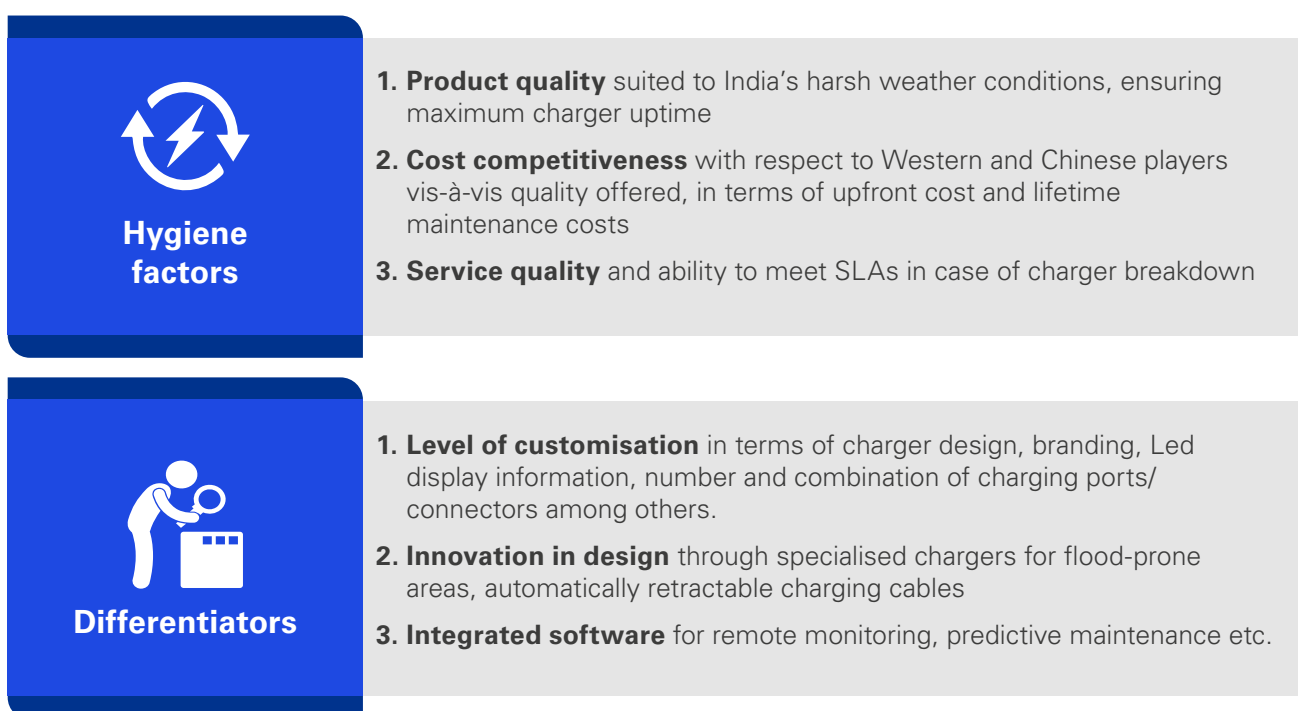 Hygiene
factors
1. Product quality suited to India’s harsh weather conditions, ensuring
maximum charger uptime
2. Cost competitiveness with respect to Western and Chinese players
vis-à-vis quality offered, in terms of upfront cost and lifetime
maintenance costs
3. Service quality and ability to meet SLAs in case of charger breakdown
Differentiators
1. Level of customisation in terms of charger design, branding, Led
display information, number and combination of charging ports/
connectors among others.
2. Innovation in design through specialised chargers for flood-prone
areas, automatically retractable charging cables
3. Integrated software for remote monitoring, predictive maintenance etc.